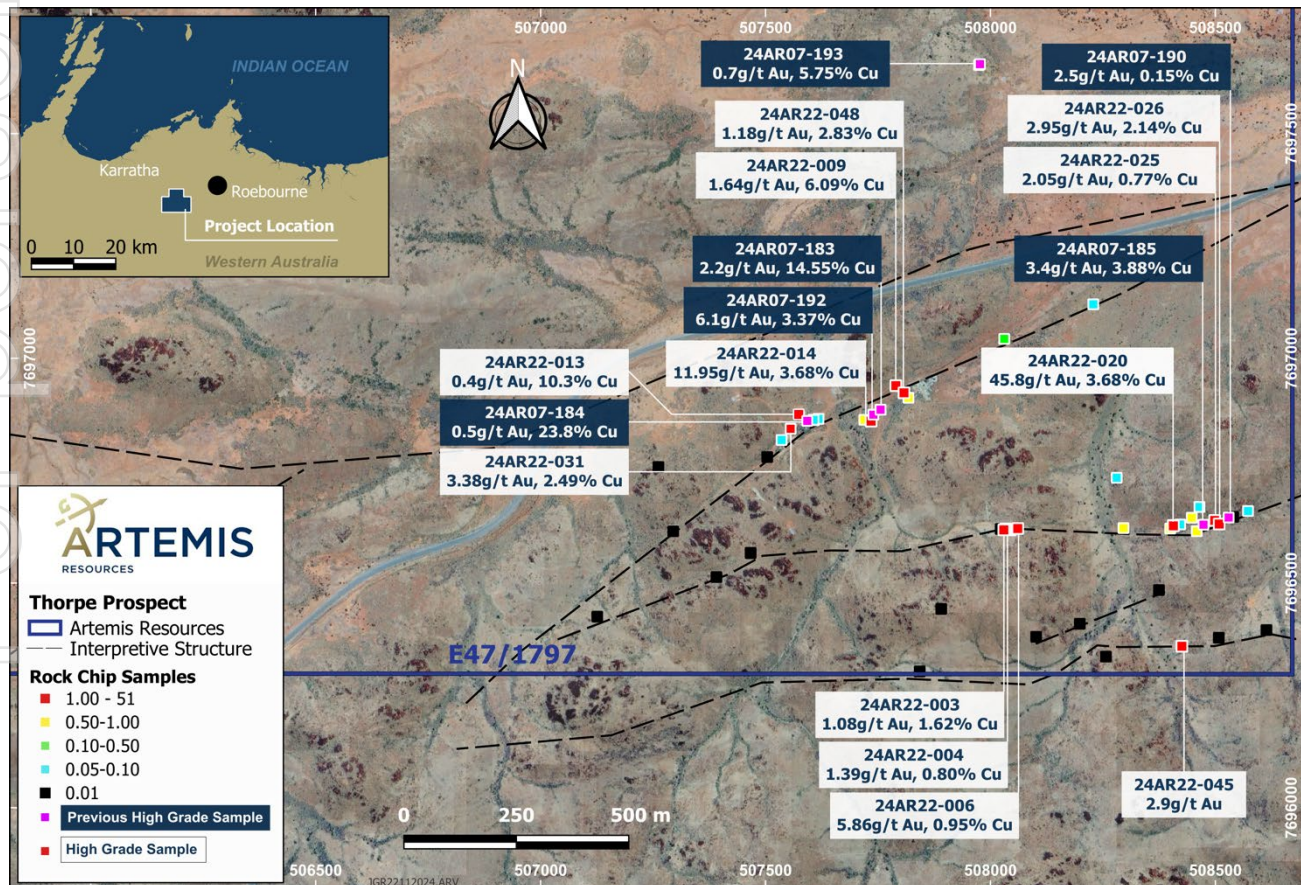 507000
507500
508000
508500
INDIAN OCEAN
Karratha
Roebourne
Project Location
0 10 20 km
Western Australia
N
24AR07-193
0.7g/t Au, 5.75% Cu
24AR22-048
1.18g/t Au, 2.83% Cu
24AR22-009
1.64g/t Au, 6.09% Cu
24AR07-190
2.5g/t Au, 0.15% Cu
24AR22-026
2.95g/t Au, 2.14% Cu
24AR22-025
2.05g/t Au, 0.77% Cu
7697500
24AR07-183
2.2g/t Au, 14.55% Cu
24AR07-192
6.1g/t Au, 3.37% Cu
24AR22-014
11.95g/t Au, 3.68% Cu
24AR07-185
3.4g/t Au, 3.88% Cu
24AR22-020
45.8g/t Au, 3.68% Cu
7697000
7697000
24AR22-013
0.4g/t Au, 10.3% Cu
24AR07-184
0.5g/t Au, 23.8% Cu
24AR22-031
3.38g/t Au, 2.49% Cu
7696500
E47/1797
ARTEMIS
RESOURCES
Thorpe Prospect
Artemis Resources
Interpretive Structure
Rock Chip Samples
1.00 - 51
0.50-1.00
0.10-0.50
0.05-0.10
0.01
Previous High Grade Sample
High Grade Sample
24AR22-003
1.08g/t Au, 1.62% Cu
24AR22-004
1.39g/t Au, 0.80% Cu
24AR22-006
5.86g/t Au, 0.95% Cu
24AR22-045
2.9g/t Au
7696000
0 250 500 m
506500
507000
507500
508000
508500
JGR22112024 ARV